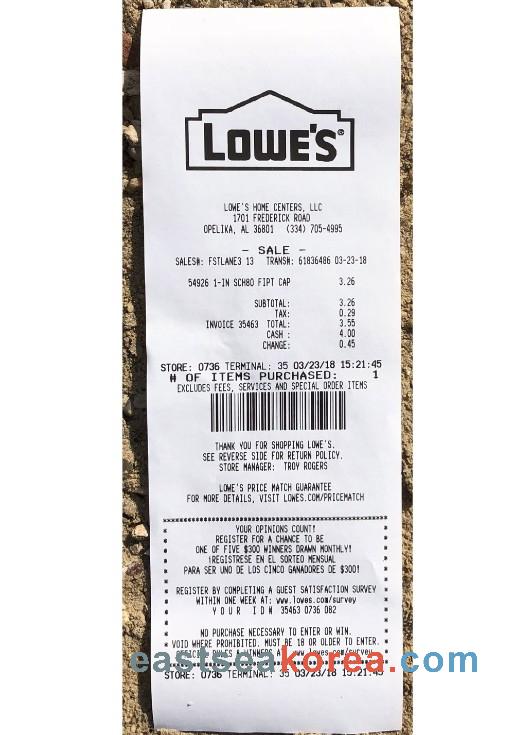 LOWE'S®
LOWE'S HOME CENTERS, LLC
1701 FREDERICK ROAD
OPELIKA, AL 36801 (334) 705-4995
- SALE -
SALES#: FSTLANE3 13 TRANS#: 61836486 03-23-18
54926 1-IN SCH80 FIPT CAP 3.26
SUBTOTAL: 3.26
TAX: 0.29
INVOICE 35463 TOTAL: 3.55
CASH : 4.00
CHANGE: 0.45
STORE: 0736 TERMINAL: 35 03/23/18 15:21:45
# OF ITEMS PURCHASED: 1
EXCLUDES FEES, SERVICES AND SPECIAL ORDER ITEMS
THANK YOU FOR SHOPPING LOWE'S.
SEE REVERSE SIDE FOR RETURN POLICY.
STORE MANAGER: TROY ROGERS
LOWE'S PRICE MATCH GUARANTEE
FOR MORE DETAILS, VISIT LOWES.COM/PRICEMATCH
YOUR OPINIONS COUNT!
REGISTER FOR A CHANCE TO BE
ONE OF FIVE $300 WINNERS DRAWN MONTHLY!
¡REGISTRESE EN EL SORTEO MENSUAL
PARA SER UNO DE LOS CINCO GANADORES DE $300!
REGISTER BY COMPLETING A GUEST SATISFACTION SURVEY
WITHIN ONE WEEK AT: www.lowes.com/survey
Y O U R I D # 35463 0736 082
NO PURCHASE NECESSARY TO ENTER OR WIN.
VOID WHERE PROHIBITED. MUST BE 18 OR OLDER TO ENTER.
OFFICIAL RULES & WINNERS AT: www.lowes.com/survey
eastseakorea.com
STORE: 0736 TERMINAL: 35 03/23/18 15:21:45